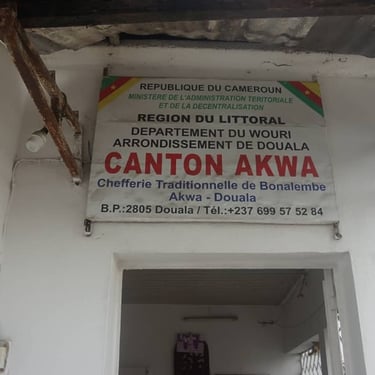 REPUBLIQUE DU CAMEROUN
MINISTERE DE L'ADMINISTRATION TERITORIALE
ET DE LA DECENTRALISATION
REGION DU LITTORAL
DEPARTEMENT DU WOURI
ARRONDISSEMENT DE DOUALA
CANTON AKWA
Chefferie Traditionnelle de Bonalembe
Akwa - Douala
B.P.:2805 Douala / Tél.:+237 699 57 52 84